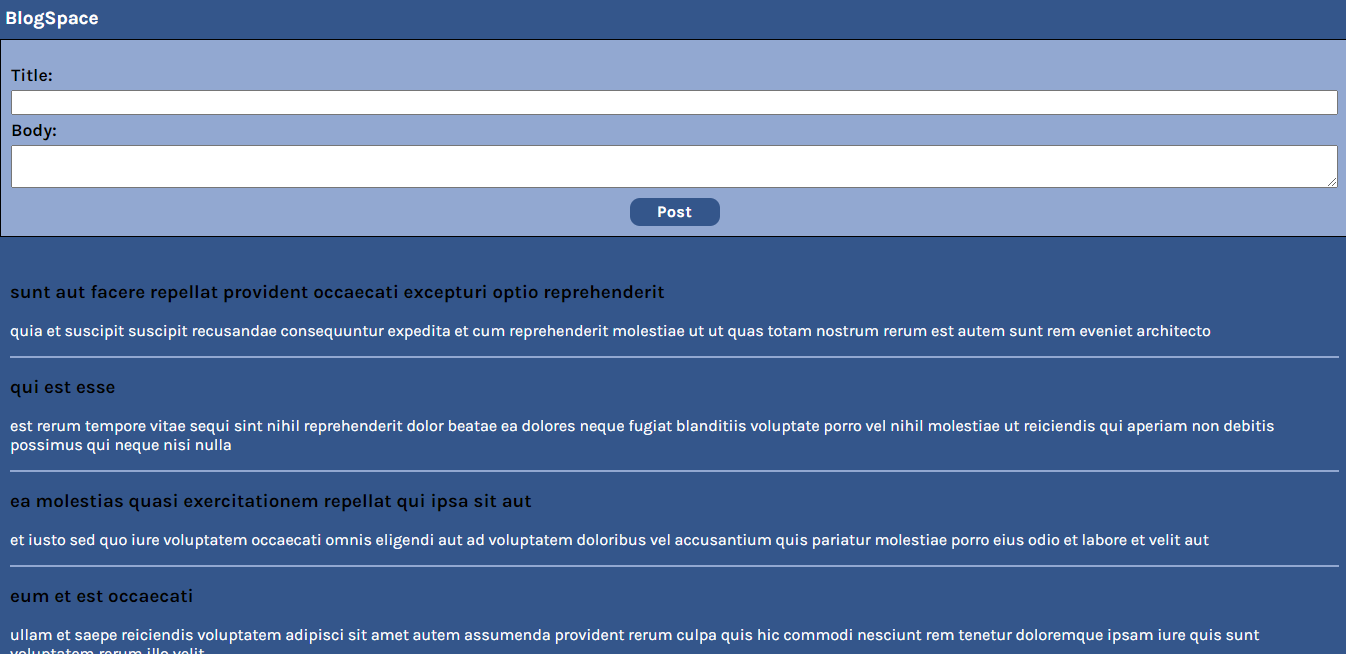 BlogSpace
Title:
Body:
Post
sunt aut facere repellat provident occaecati excepturi optio reprehenderit
quia et suscipit suscipit recusandae consequuntur expedita et cum reprehenderit molestiae ut ut quas totam nostrum rerum est autem sunt rem eveniet architecto
qui est esse
est rerum tempore vitae sequi sint nihil reprehenderit dolor beatae ea dolores neque fugiat blanditiis voluptate porro vel nihil molestiae ut reiciendis qui aperiam non debitis
possimus qui neque nisi nulla
ea molestias quasi exercitationem repellat qui ipsa sit aut
et iusto sed quo iure voluptatem occaecati omnis eligendi aut ad voluptatem doloribus vel accusantium quis pariatur molestiae porro eius odio et labore et velit aut
eum et est occaecati
ullam et saepe reiciendis voluptatem adipisci sit amet autem assumenda provident rerum culpa quis hic commodi nesciunt rem tenetur doloremque ipsam iure quis sunt
voluptatem rerum illo velit